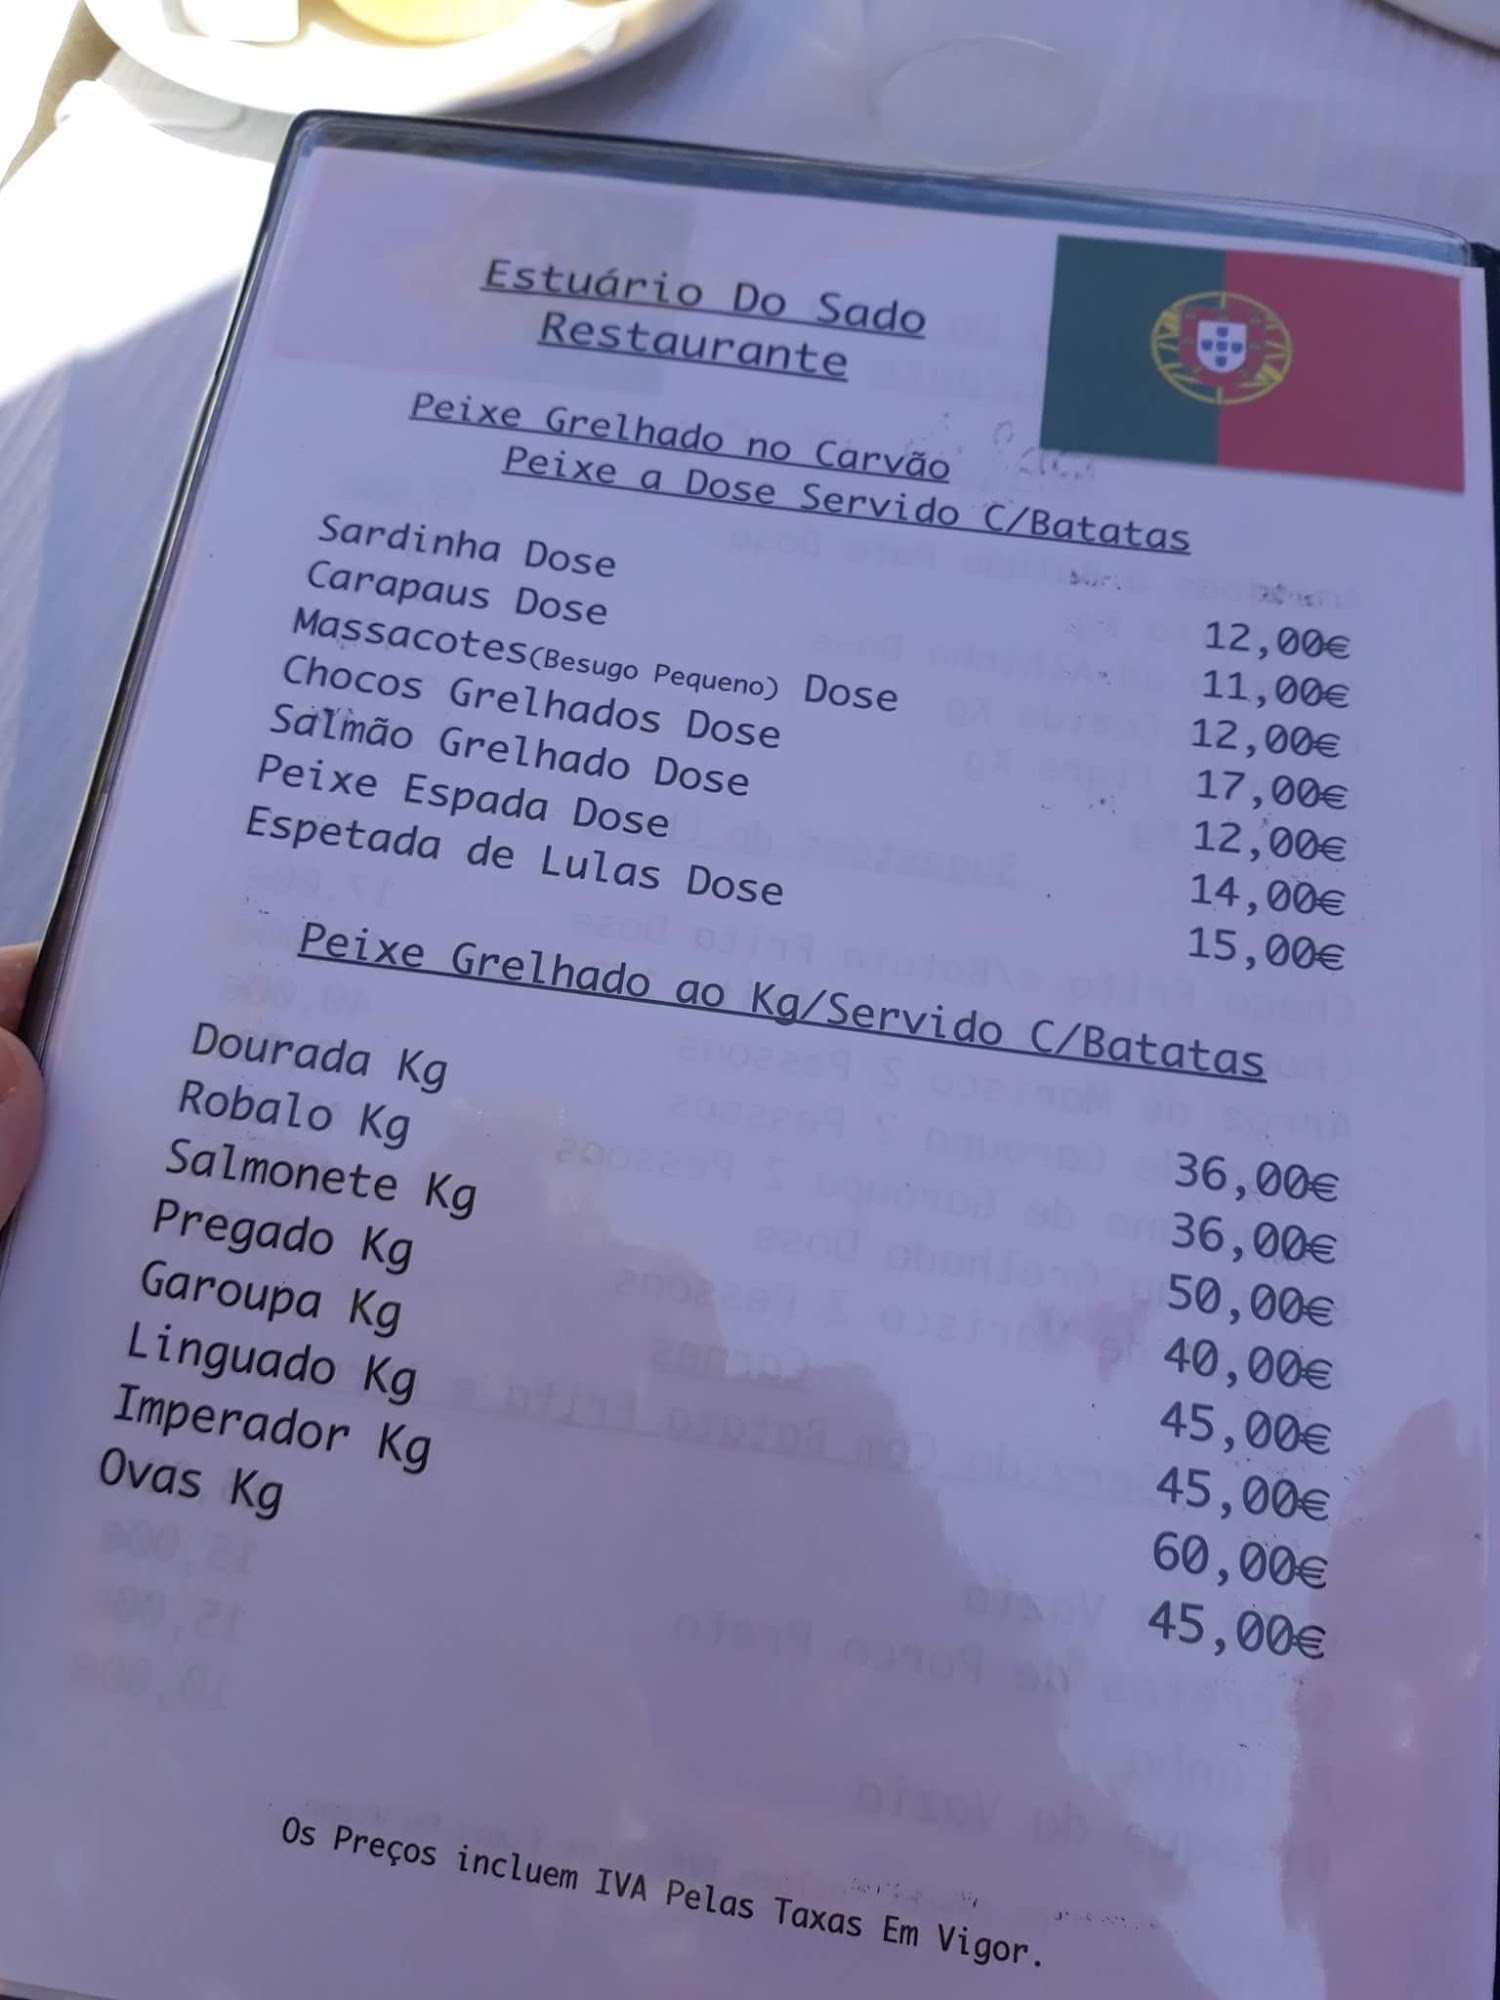 Estuário Do Sado
Restaurante
Peixe Grelhado no Carvão
Peixe a Dose Servido C/Batatas
Sardinha Dose 12,00€
Carapaus Dose 11,00€
Massacotes(Besugo Pequeno) Dose 12,00€
Chocos Grelhados Dose 17,00€
Salmão Grelhado Dose 12,00€
Peixe Espada Dose 14,00€
Espetada de Lulas Dose 15,00€
Peixe Grelhado ao Kg/Servido C/Batatas
Dourada Kg 36,00€
Robalo Kg 36,00€
Salmonete Kg 50,00€
Pregado Kg 40,00€
Garoupa Kg 45,00€
Linguado Kg 45,00€
Imperador Kg 60,00€
Ovas Kg 45,00€
Os Preços incluem IVA Pelas Taxas Em Vigor.